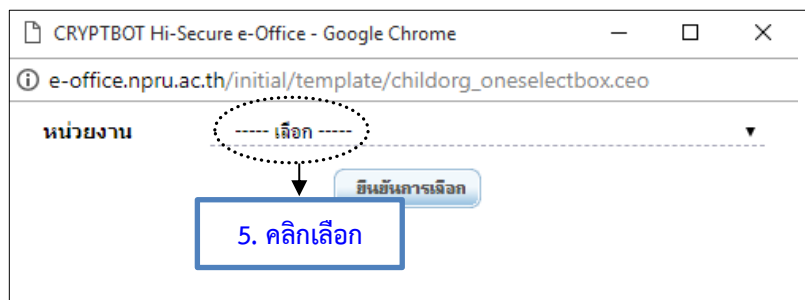 CRYPTBOT Hi-Secure e-Office - Google Chrome
e-office.npru.ac.th/initial/template/childorg_oneselectbox.ceo
หน่วยงาน ----- เลือก -----
ยืนยันการเลือก
5. คลิกเลือก